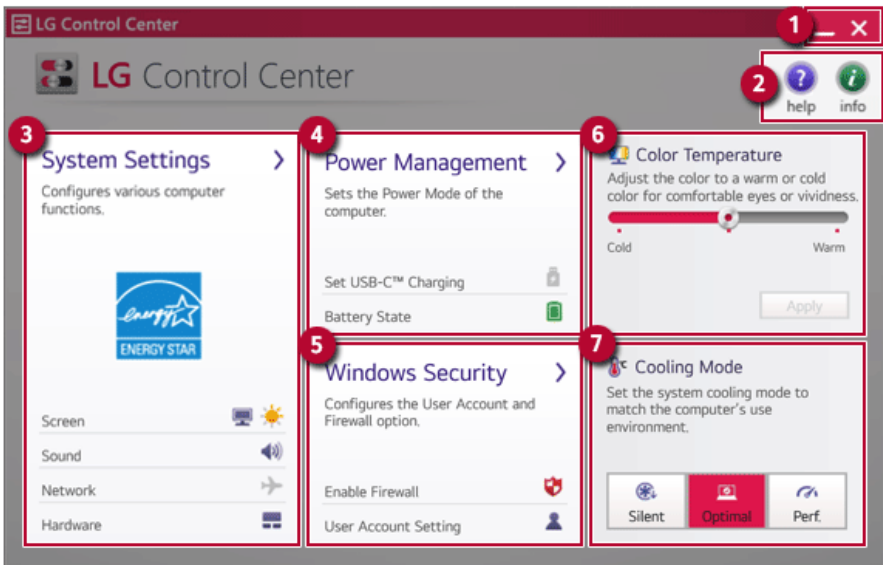 LG Control Center
1
LG Control Center
2
help
info
3
System Settings
Configures various computer
functions.
energy
ENERGY STAR
Screen
Sound
Network
Hardware
4
Power Management
Sets the Power Mode of the
computer.
Set USB-C™ Charging
Battery State
5
Windows Security
Configures the User Account and
Firewall option.
Enable Firewall
User Account Setting
6
Color Temperature
Adjust the color to a warm or cold
color for comfortable eyes or vividness.
Cold
Warm
Apply
7
Cooling Mode
Set the system cooling mode to
match the computer's use
environment.
Silent
Optimal
Perf.